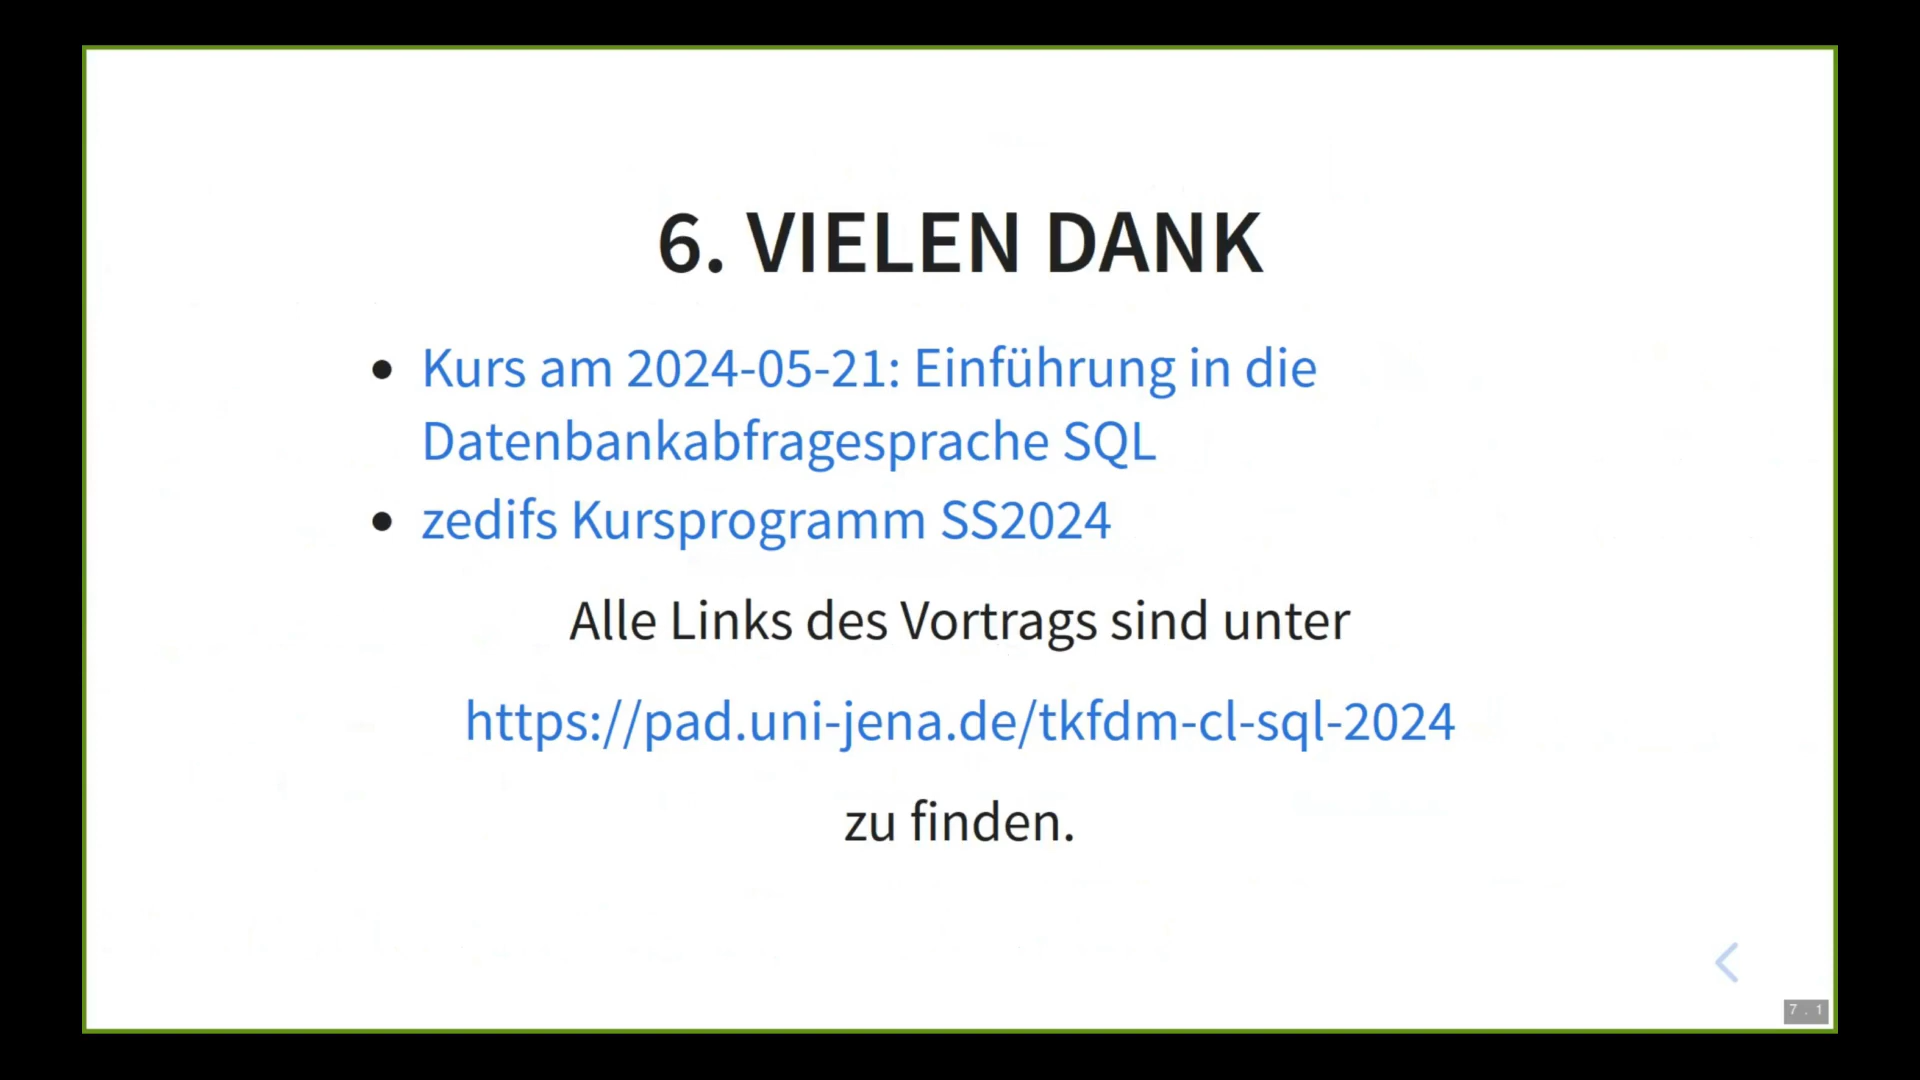 6. VIELEN DANK
Kurs am 2024-05-21: Einführung in die
Datenbankabfragesprache SQL
zedifs Kursprogramm SS2024
Alle Links des Vortrags sind unter
https://pad.uni-jena.de/tkfdm-cl-sql-2024
zu finden.
7 . 1